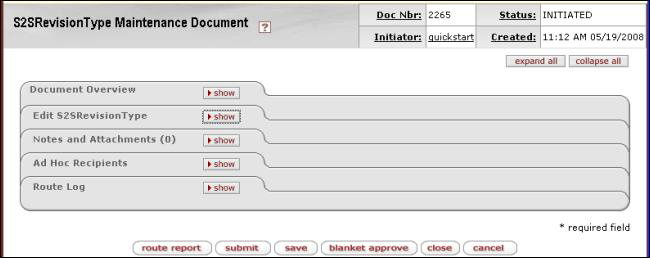 S2SRevisionType Maintenance Document ?
Doc Nbr: 2265 Status: INITIATED
Initiator: quickstart Created: 11:12 AM 05/19/2008
expand all collapse all
Document Overview show
Edit S2SRevisionType show
Notes and Attachments (0) show
Ad Hoc Recipients show
Route Log show
* required field
route report submit save blanket approve close cancel